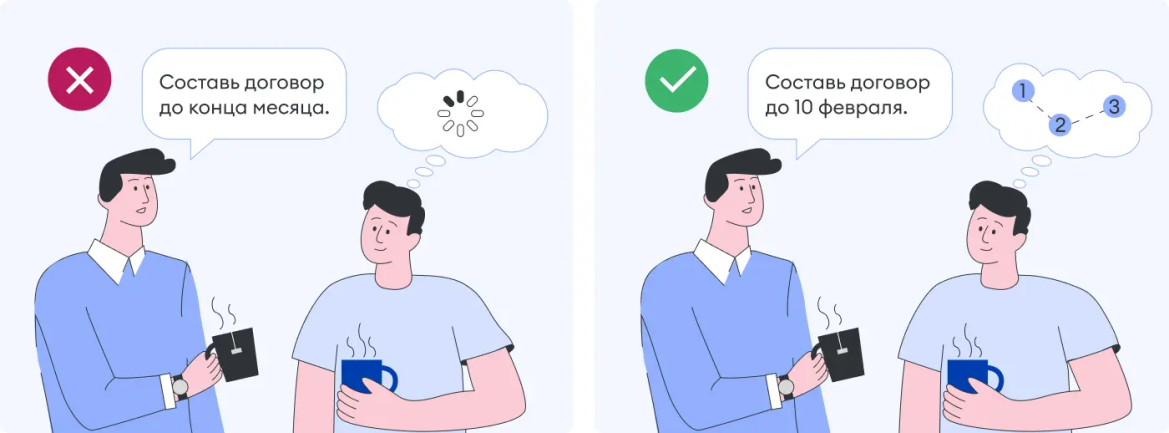 Составь договор
до конца месяца.
Составь договор
до 10 февраля.
1
2
3